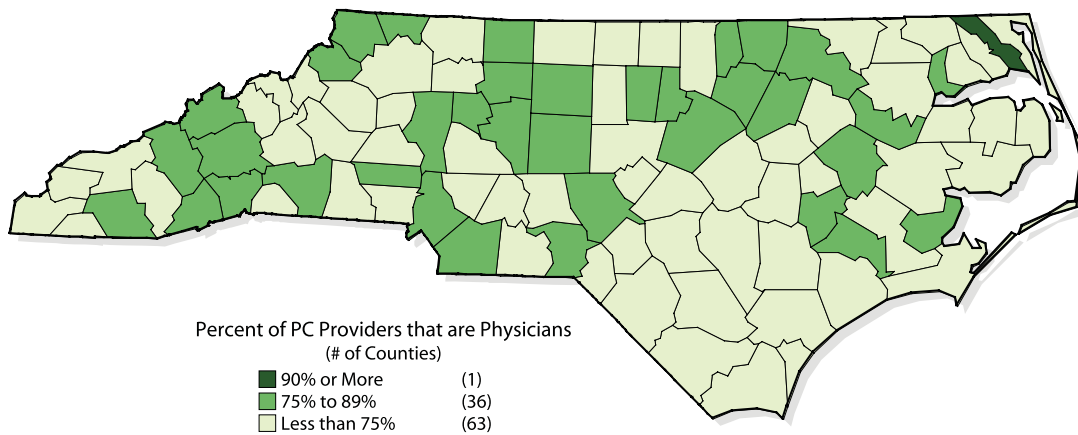 Percent of PC Providers that are Physicians
(# of Counties)
90% or More (1)
75% to 89% (36)
Less than 75% (63)